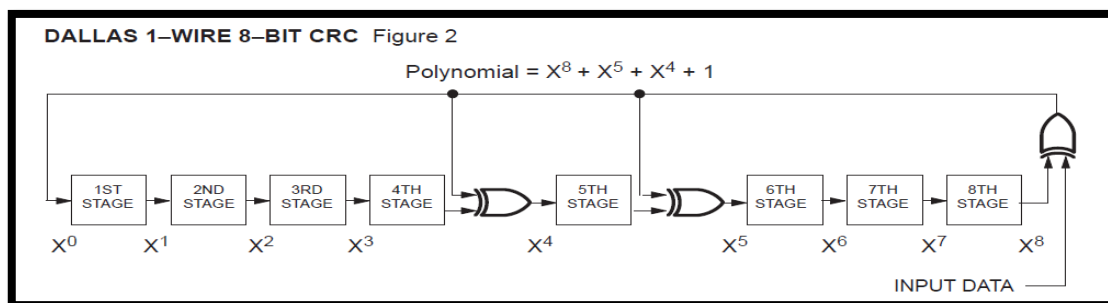 DALLAS 1–WIRE 8–BIT CRC Figure 2
Polynomial = X⁸ + X⁵ + X⁴ + 1
1ST STAGE
2ND STAGE
3RD STAGE
4TH STAGE
5TH STAGE
6TH STAGE
7TH STAGE
8TH STAGE
X⁰ X¹ X² X³ X⁴ X⁵ X⁶ X⁷ X⁸
INPUT DATA